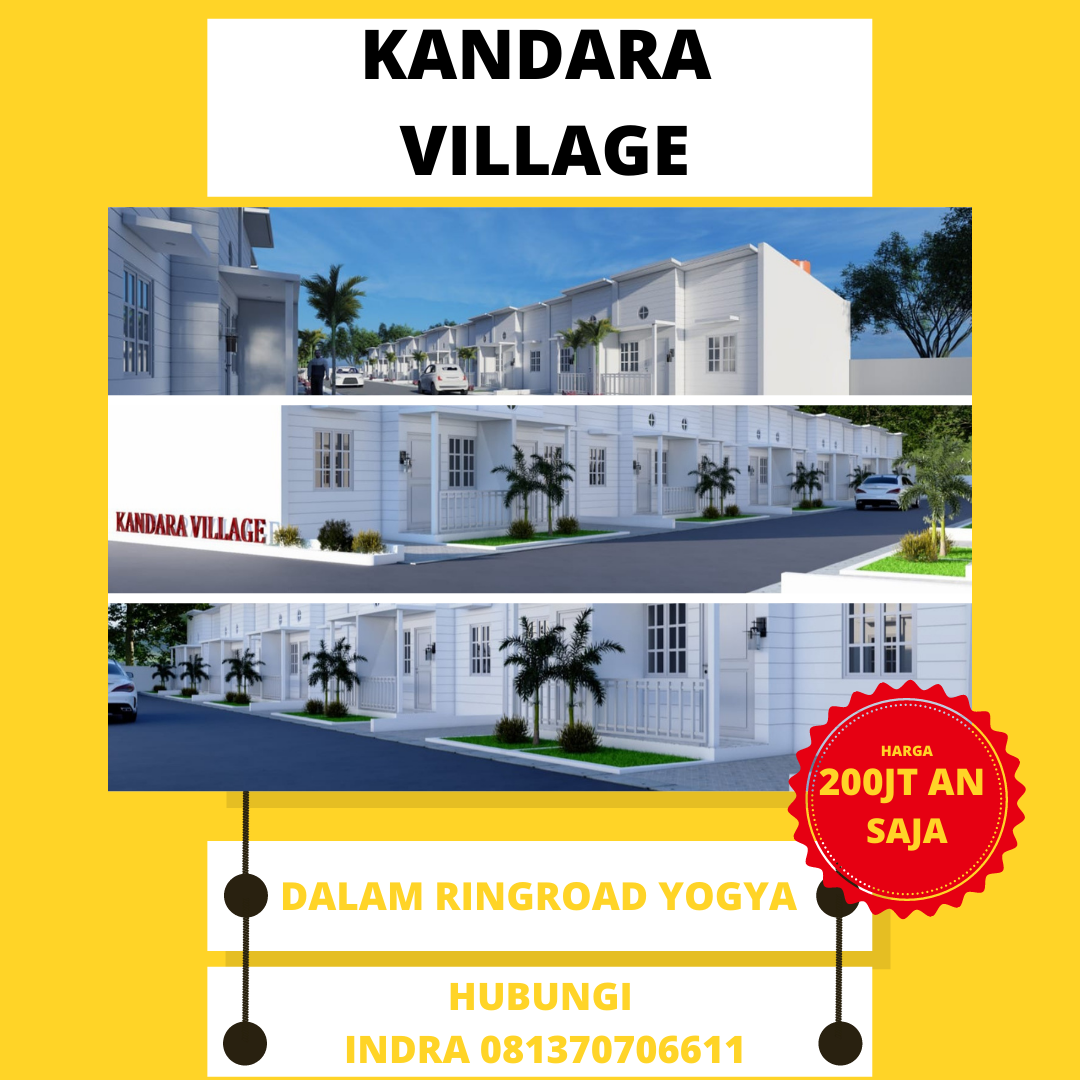 KANDARA
VILLAGE
KANDARA VILLAGE
HARGA
200JT AN
SAJA
DALAM RINGROAD YOGYA
HUBUNGI
INDRA 081370706611